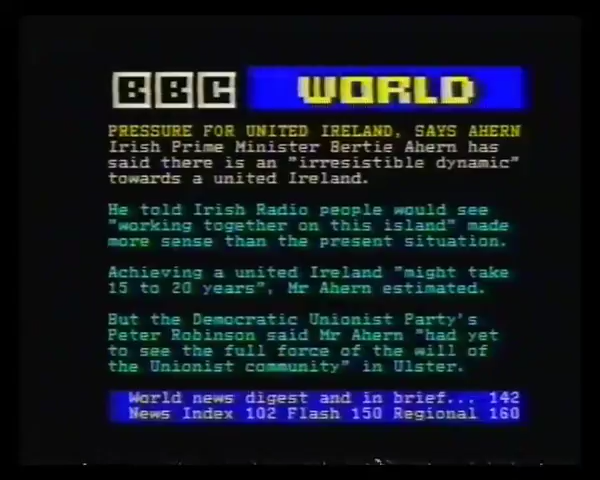 BBC WORLD
PRESSURE FOR UNITED IRELAND, SAYS AHERN
Irish Prime Minister Bertie Ahern has
said there is an "irresistible dynamic"
towards a united Ireland.
He told Irish Radio people would see
"working together on this island" made
more sense than the present situation.
Achieving a united Ireland "might take
15 to 20 years", Mr Ahern estimated.
But the Democratic Unionist Party's
Peter Robinson said Mr Ahern "had yet
to see the full force of the will of
the Unionist community" in Ulster.
World news digest and in brief... 142
News Index 102 Flash 150 Regional 160